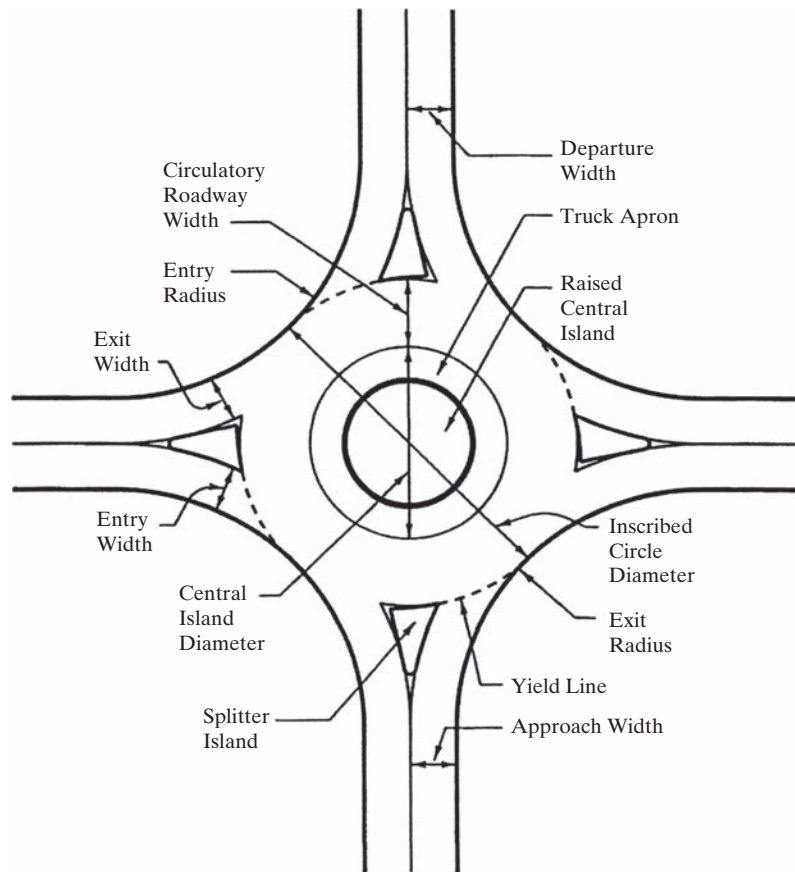 Departure
Width
Circulatory
Roadway
Width
Truck Apron
Entry
Radius
Raised
Central
Island
Exit
Width
Entry
Width
Inscribed
Circle
Diameter
Central
Island
Diameter
Exit
Radius
Yield Line
Splitter
Island
Approach Width